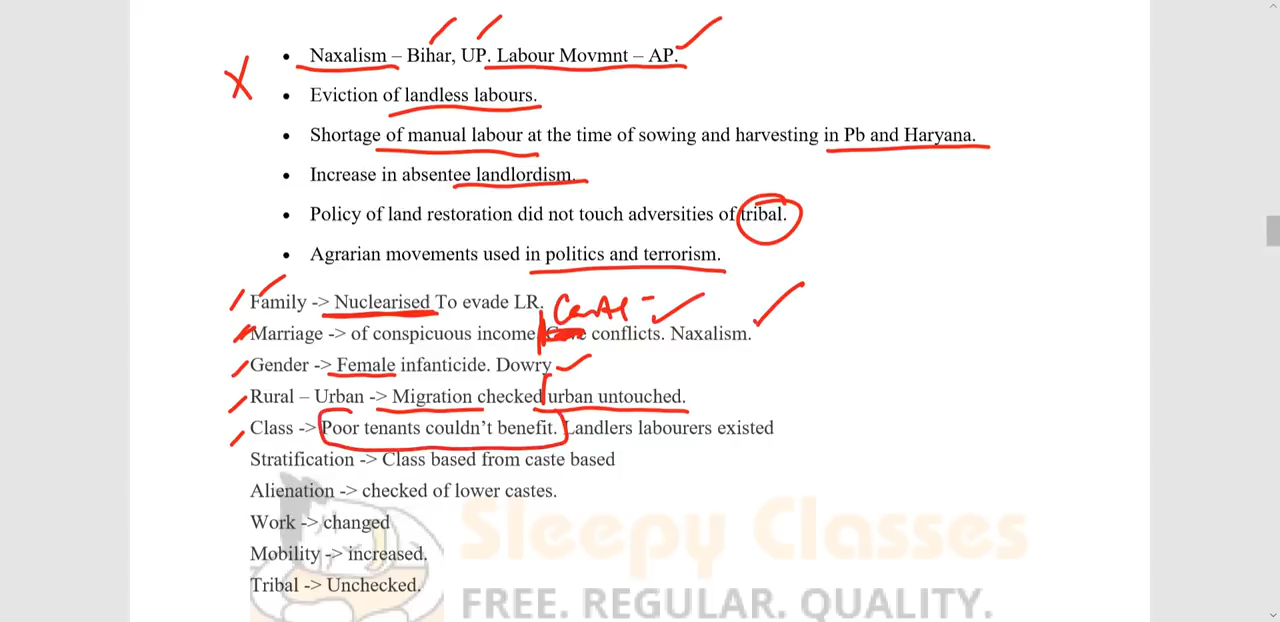 • Naxalism – Bihar, UP. Labour Movmnt – AP.
• Eviction of landless labours.
• Shortage of manual labour at the time of sowing and harvesting in Pb and Haryana.
• Increase in absentee landlordism.
• Policy of land restoration did not touch adversities of tribal.
• Agrarian movements used in politics and terrorism.
Family -> Nuclearised To evade LR.
Marriage -> of conspicuous income conflicts. Naxalism.
Gender -> Female infanticide. Dowry
Rural – Urban -> Migration checked urban untouched.
Class -> Poor tenants couldn't benefit. Landlers labourers existed
Stratification -> Class based from caste based
Alienation -> checked of lower castes.
Work -> changed
Mobility -> increased.
Tribal -> Unchecked.
Sleepy Classes
FREE. REGULAR. QUALITY.